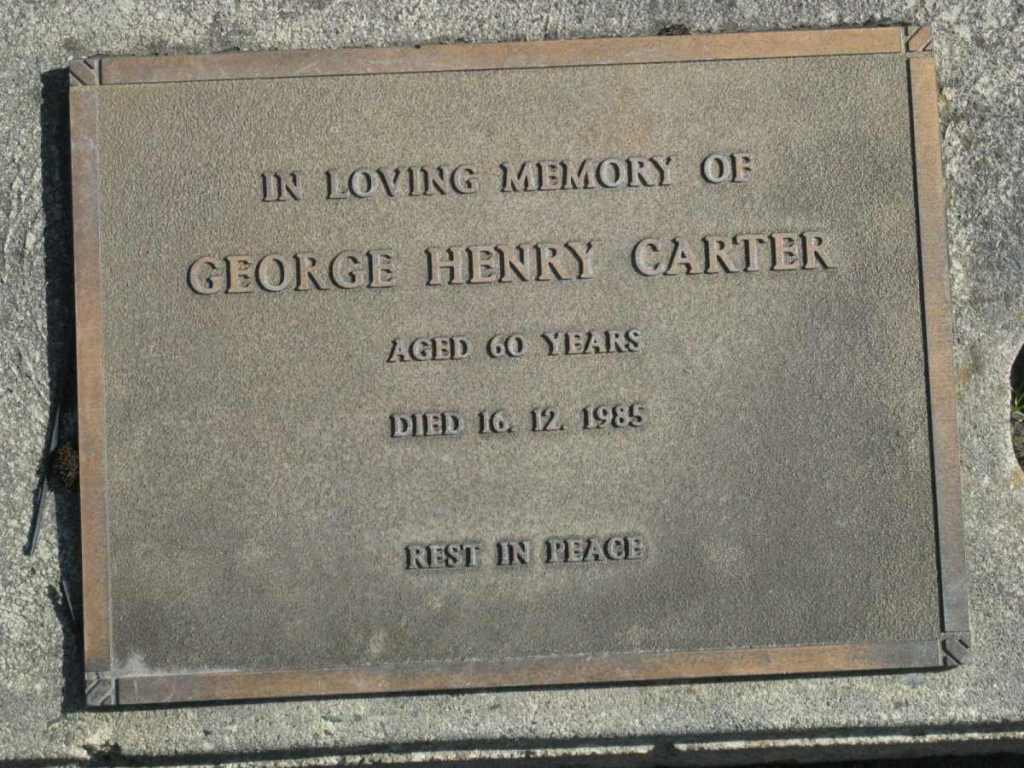 IN LOVING MEMORY OF
GEORGE HENRY CARTER
AGED 60 YEARS
DIED 16. 12. 1985
REST IN PEACE